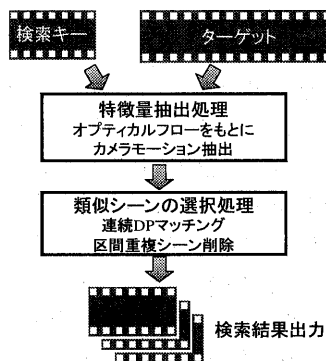 検索キー
ターゲット
特徴量抽出処理
オプティカルフローをもとに
カメラモーション抽出
類似シーンの選択処理
連続DPマッチング
区間重複シーン削除
検索結果出力